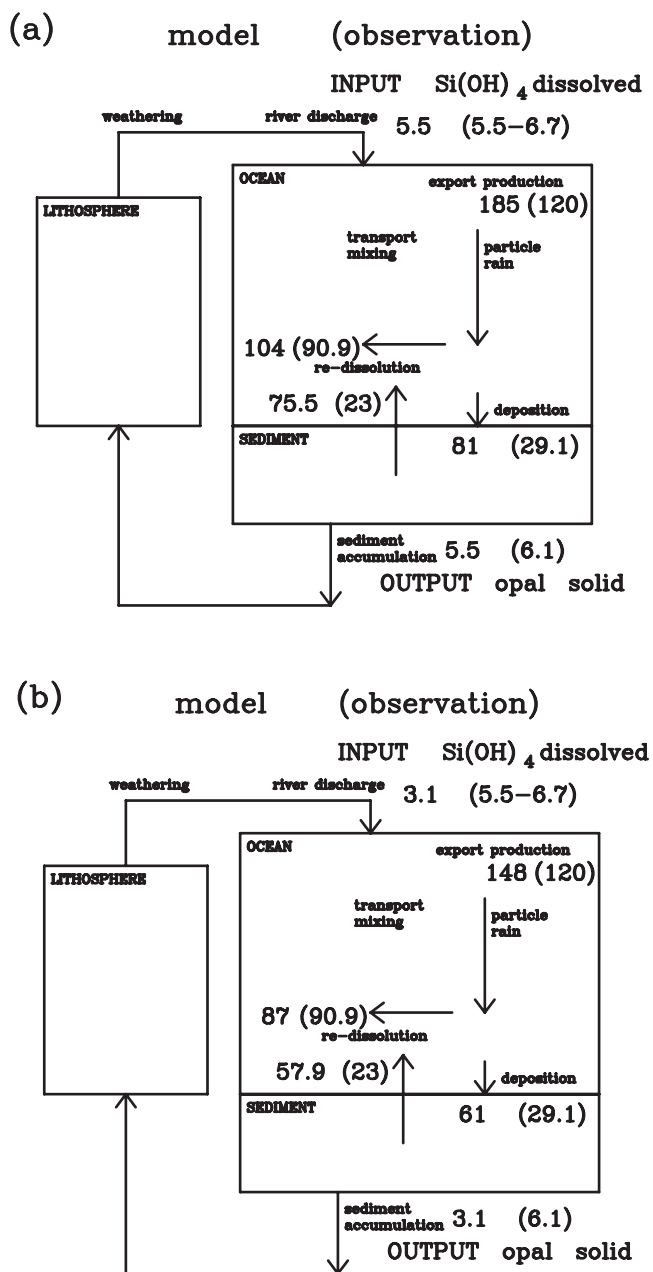 (a)
model (observation)
INPUT Si(OH)4 dissolved
weathering river discharge 5.5 (5.5−6.7)
OCEAN
export production
185 (120)
LITHOSPHERE
transport
mixing
particle
rain
104 (90.9)
re−dissolution
75.5 (23)
deposition
SEDIMENT
81 (29.1)
sediment
accumulation 5.5 (6.1)
OUTPUT opal solid
(b)
model (observation)
INPUT Si(OH)4 dissolved
weathering river discharge 3.1 (5.5−6.7)
OCEAN
export production
148 (120)
LITHOSPHERE
transport
mixing
particle
rain
87 (90.9)
re−dissolution
57.9 (23)
deposition
SEDIMENT
61 (29.1)
sediment
accumulation 3.1 (6.1)
OUTPUT opal solid